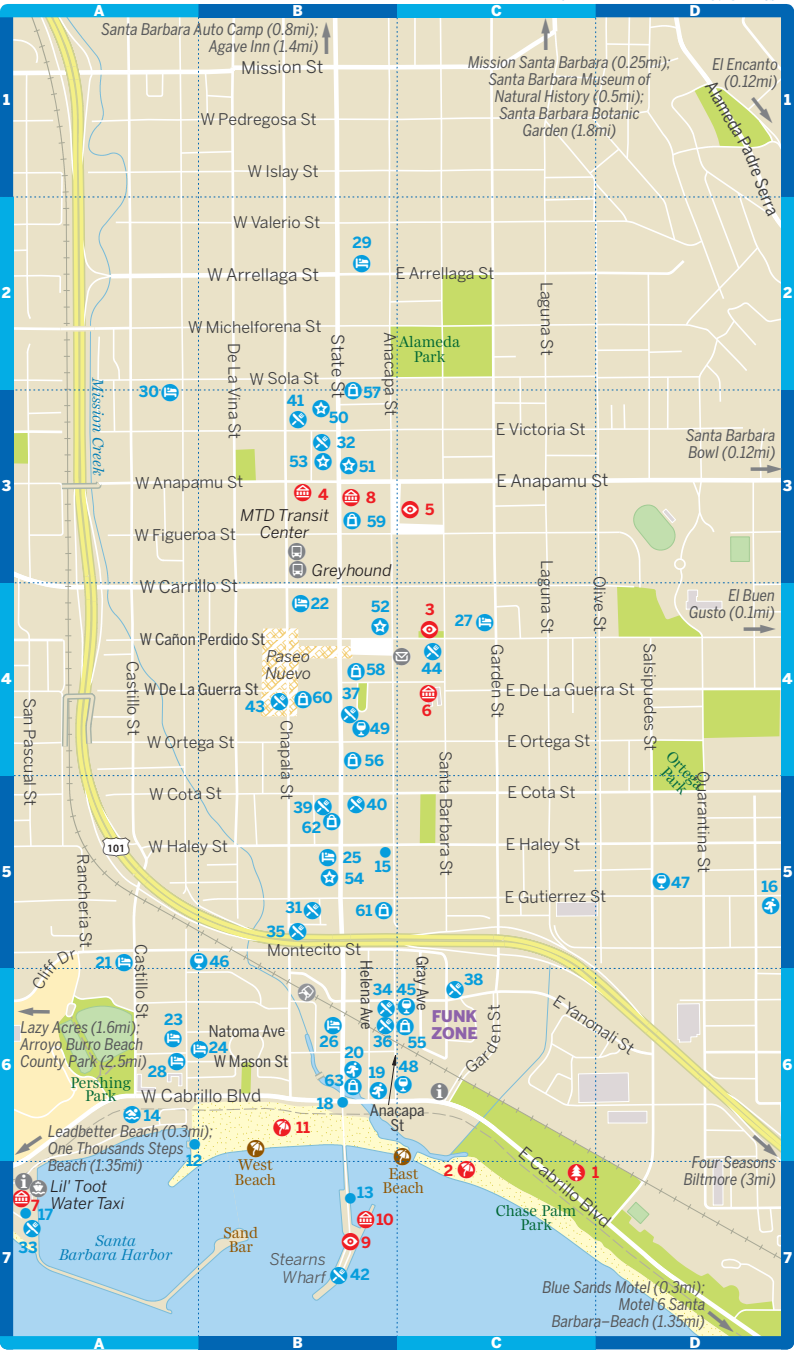 A
B
C
D
Santa Barbara Auto Camp (0.8mi);
Agave Inn (1.4mi)
Mission Santa Barbara (0.25mi);
Santa Barbara Museum of
Natural History (0.5mi);
Santa Barbara Botanic
Garden (1.8mi)
El Encanto
(0.12mi)
Alameda Padre Serra
1
1
Mission St
W Pedregosa St
W Islay St
W Valerio St
29
W Arrellaga St
E Arrellaga St
2
2
Laguna St
W Michelforena St
Alameda
Park
De La Vina St
State St
Anacapa St
W Sola St
30
57
41
50
Mission Creek
32
E Victoria St
Santa Barbara
Bowl (0.12mi)
53
51
W Anapamu St
E Anapamu St
3
3
4
8
5
MTD Transit
Center
59
W Figueroa St
Greyhound
W Carrillo St
Laguna St
Olive St
El Buen
Gusto (0.1mi)
22
52
3
27
W Cañon Perdido St
44
Paseo
Nuevo
58
Castillo St
Garden St
Salsipuedes St
4
4
W De La Guerra St
E De La Guerra St
43
60
37
6
San Pascual St
49
W Ortega St
E Ortega St
Chapala St
56
Santa Barbara St
Ortega
Park
Quarantina St
W Cota St
E Cota St
39
40
62
101
W Haley St
E Haley St
25
15
5
5
Rancheria St
54
47
16
E Gutierrez St
31
61
35
Montecito St
Cliff Dr
21
46
Castillo St
Helena Ave
Gray Ave
38
34
45
FUNK
ZONE
Garden St
E Yanonali St
Lazy Acres (1.6mi);
Arroyo Burro Beach
County Park (2.5mi)
23
Natoma Ave
26
36
55
24
28
W Mason St
20
6
6
Pershing
Park
63
19
48
W Cabrillo Blvd
18
Anacapa
St
14
11
Leadbetter Beach (0.3mi);
One Thousands Steps
Beach (1.35mi)
12
West
Beach
East
Beach
2
1
E Cabrillo Blvd
Four Seasons
Biltmore (3mi)
Lil' Toot
Water Taxi
7
17
33
13
10
Chase Palm
Park
Santa
Barbara Harbor
Sand
Bar
9
7
7
Stearns
Wharf
42
Blue Sands Motel (0.3mi);
Motel 6 Santa
Barbara–Beach (1.35mi)
A
B
C
D